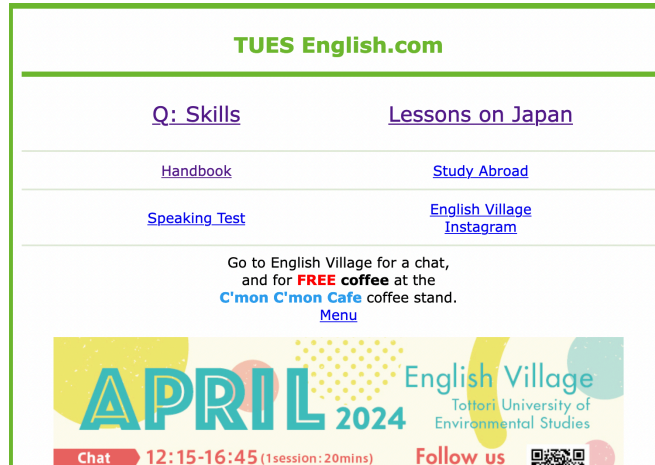 TUES English.com
Q: Skills
Lessons on Japan
Handbook
Study Abroad
Speaking Test
English Village
Instagram
Go to English Village for a chat,
and for FREE coffee at the
C'mon C'mon Cafe coffee stand.
Menu
APRIL 2024
English Village
Tottori University of
Environmental Studies
Chat 12:15-16:45 (1session:20mins)
Follow us